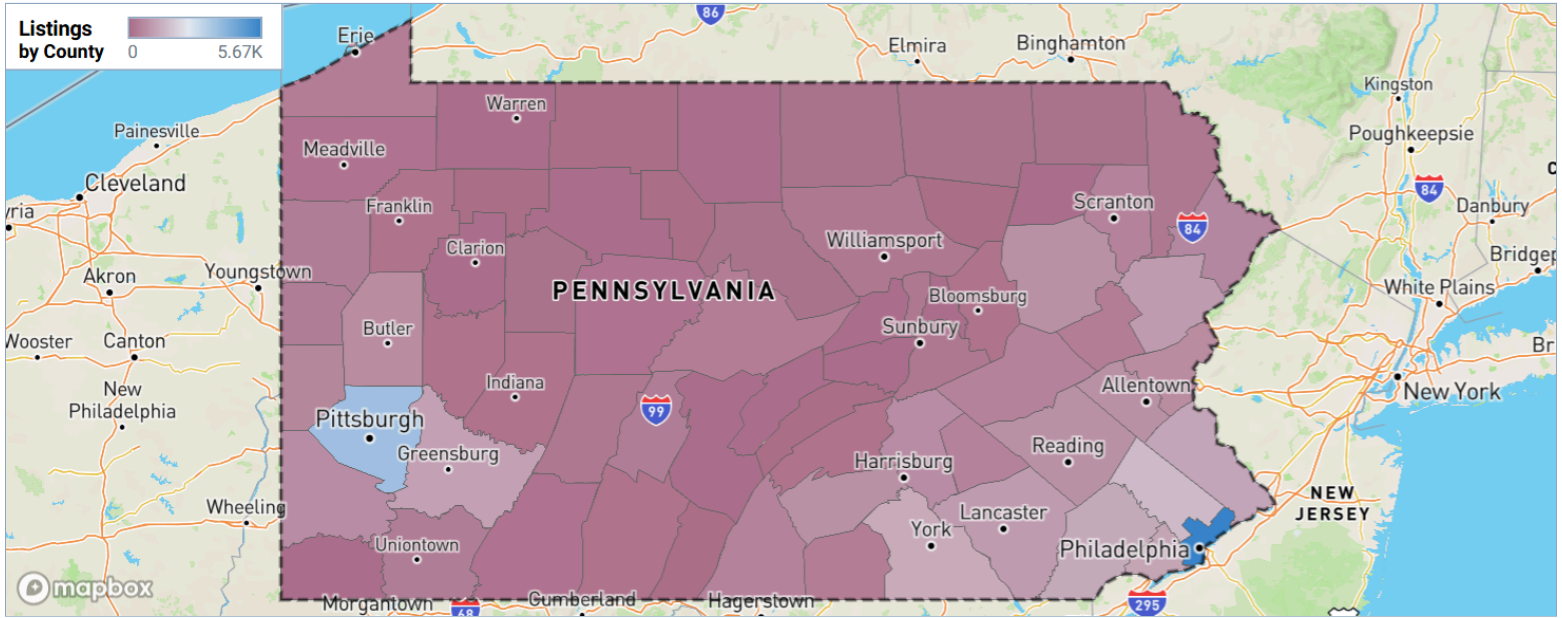 Listings
by County
0
5.67K
86
Erie
Elmira
Binghamton
Kingston
Painesville
Warren
Poughkeepsie
Meadville
Cleveland
84
Danbury
yria
Franklin
Scranton
84
Clarion
Williamsport
Akron
Youngstown
Bridgep
PENNSYLVANIA
Bloomsburg
White Plains
Wooster
Canton
Butler
Sunbury
Br
New
Philadelphia
Indiana
Allentown
New York
99
Pittsburgh
Greensburg
Reading
Harrisburg
NEW
JERSEY
Wheeling
York
Lancaster
Uniontown
Philadelphia
mapbox
Morgantown
68
Cumberland
Hagerstown
295